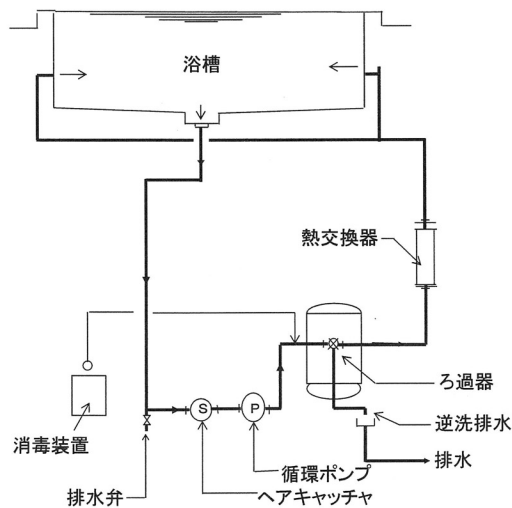 浴槽
熱交換器
ろ過器
逆洗排水
排水
消毒装置
S
P
排水弁
循環ポンプ
ヘアキャッチャ